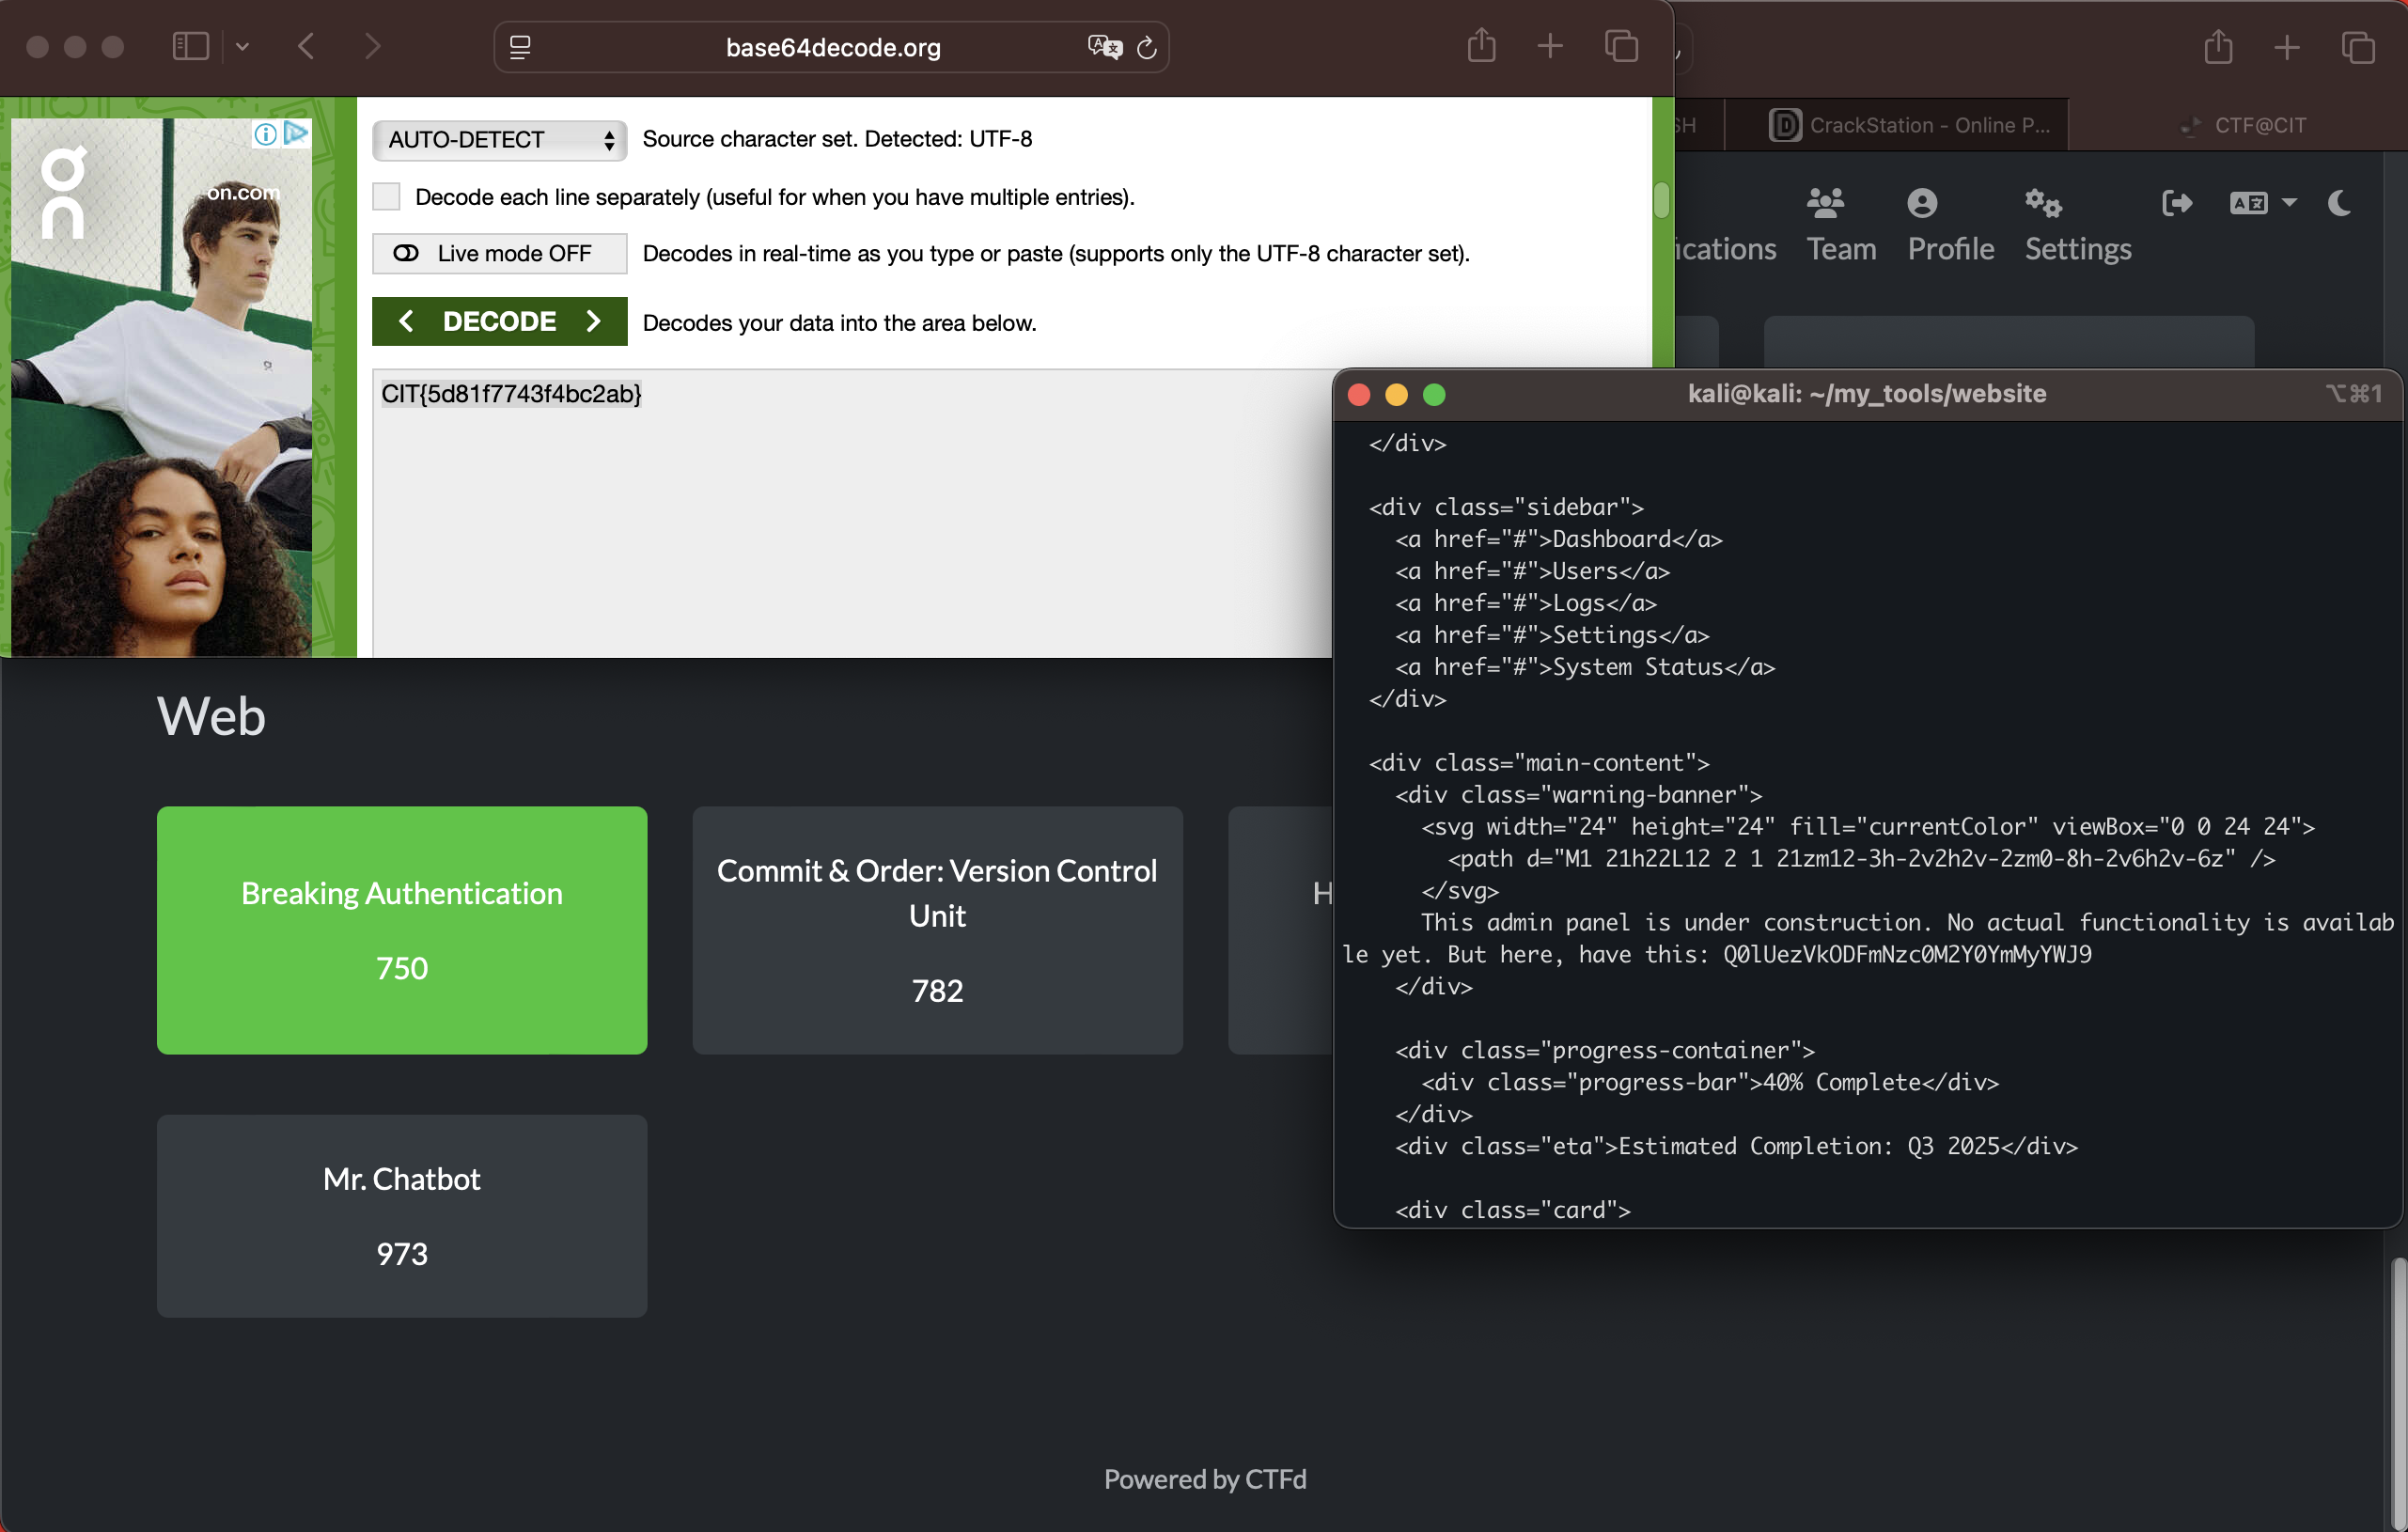 base64decode.org
on.com
AUTO-DETECT
Source character set. Detected: UTF-8
Decode each line separately (useful for when you have multiple entries).
Live mode OFF
Decodes in real-time as you type or paste (supports only the UTF-8 character set).
< DECODE >
Decodes your data into the area below.
CIT{5d81f7743f4bc2ab}
SH
CrackStation - Online P...
CTF@CIT
ications
Team
Profile
Settings
kali@kali: ~/my_tools/website
⌥⌘1
</div>
<div class="sidebar">
<a href="#">Dashboard</a>
<a href="#">Users</a>
<a href="#">Logs</a>
<a href="#">Settings</a>
<a href="#">System Status</a>
</div>
<div class="main-content">
<div class="warning-banner">
<svg width="24" height="24" fill="currentColor" viewBox="0 0 24 24">
<path d="M1 21h22L12 2 1 21zm12-3h-2v2h2v-2zm0-8h-2v6h2v-6z" />
</svg>
This admin panel is under construction. No actual functionality is availab
le yet. But here, have this: Q0lUezVkODFmNzc0M2Y0YmMyYWJ9
</div>
<div class="progress-container">
<div class="progress-bar">40% Complete</div>
</div>
<div class="eta">Estimated Completion: Q3 2025</div>
<div class="card">
Web
Breaking Authentication
750
Commit & Order: Version Control
Unit
782
H
Mr. Chatbot
973
Powered by CTFd